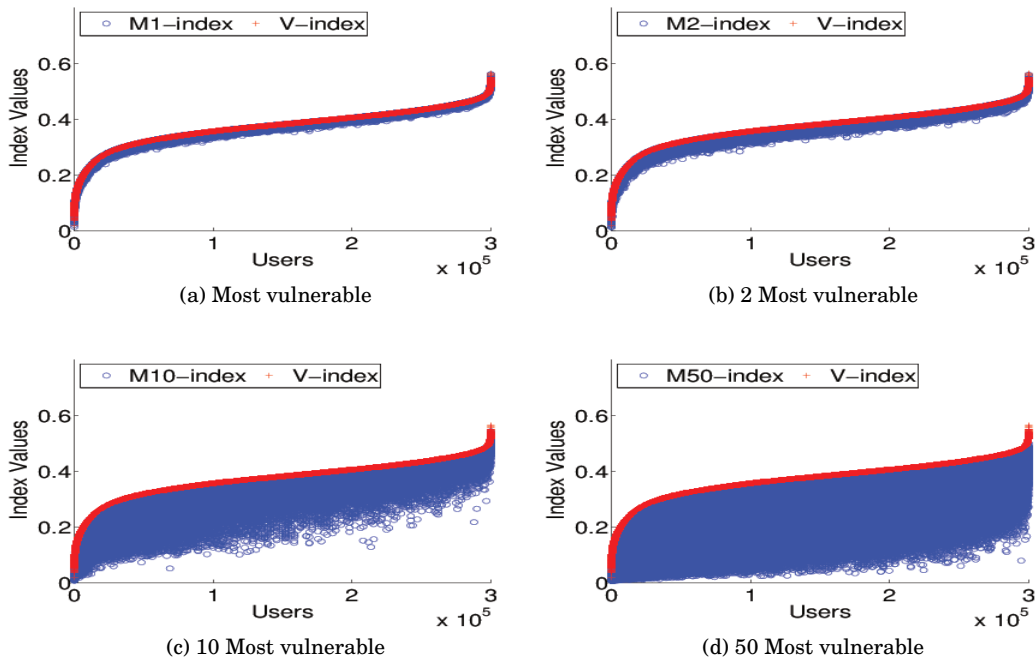 M1-index V-index
Index Values
0.6
0.4
0.2
0
0 1 2 3
Users
x 10^5
(a) Most vulnerable
M2-index V-index
Index Values
0.6
0.4
0.2
0
0 1 2 3
Users
x 10^5
(b) 2 Most vulnerable
M10-index V-index
Index Values
0.6
0.4
0.2
0
0 1 2 3
Users
x 10^5
(c) 10 Most vulnerable
M50-index V-index
Index Values
0.6
0.4
0.2
0
0 1 2 3
Users
x 10^5
(d) 50 Most vulnerable